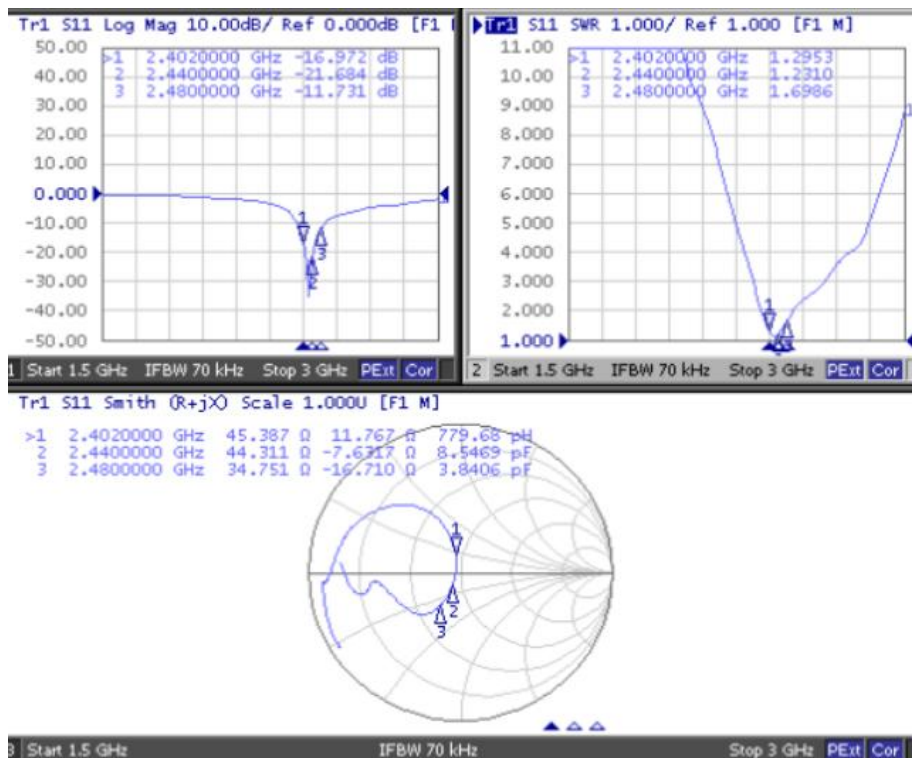 Tr1 S11 Log Mag 10.00dB/ Ref 0.000dB [F1
50.00
40.00
30.00
20.00
10.00
0.000
-10.00
-20.00
-30.00
-40.00
-50.00
>1 2.4020000 GHz -16.972 dB
2 2.4400000 GHz -21.684 dB
3 2.4800000 GHz -11.731 dB
1
2
3
1 Start 1.5 GHz IFBW 70 kHz Stop 3 GHz PExt Cor
Tr1 S11 SWR 1.000/ Ref 1.000 [F1 M]
11.00
10.00
9.000
8.000
7.000
6.000
5.000
4.000
3.000
2.000
1.000
>1 2.4020000 GHz 1.2953
2 2.4400000 GHz 1.2310
3 2.4800000 GHz 1.6986
1
2 Start 1.5 GHz IFBW 70 kHz Stop 3 GHz PExt Cor
Tr1 S11 Smith (R+jX) Scale 1.000U [F1 M]
>1 2.4020000 GHz 45.387 Ω 11.767 Ω 779.68 pH
2 2.4400000 GHz 44.311 Ω -7.6317 Ω 8.5469 pF
3 2.4800000 GHz 34.751 Ω -16.710 Ω 3.8406 pF
1
2
3
3 Start 1.5 GHz IFBW 70 kHz Stop 3 GHz PExt Cor